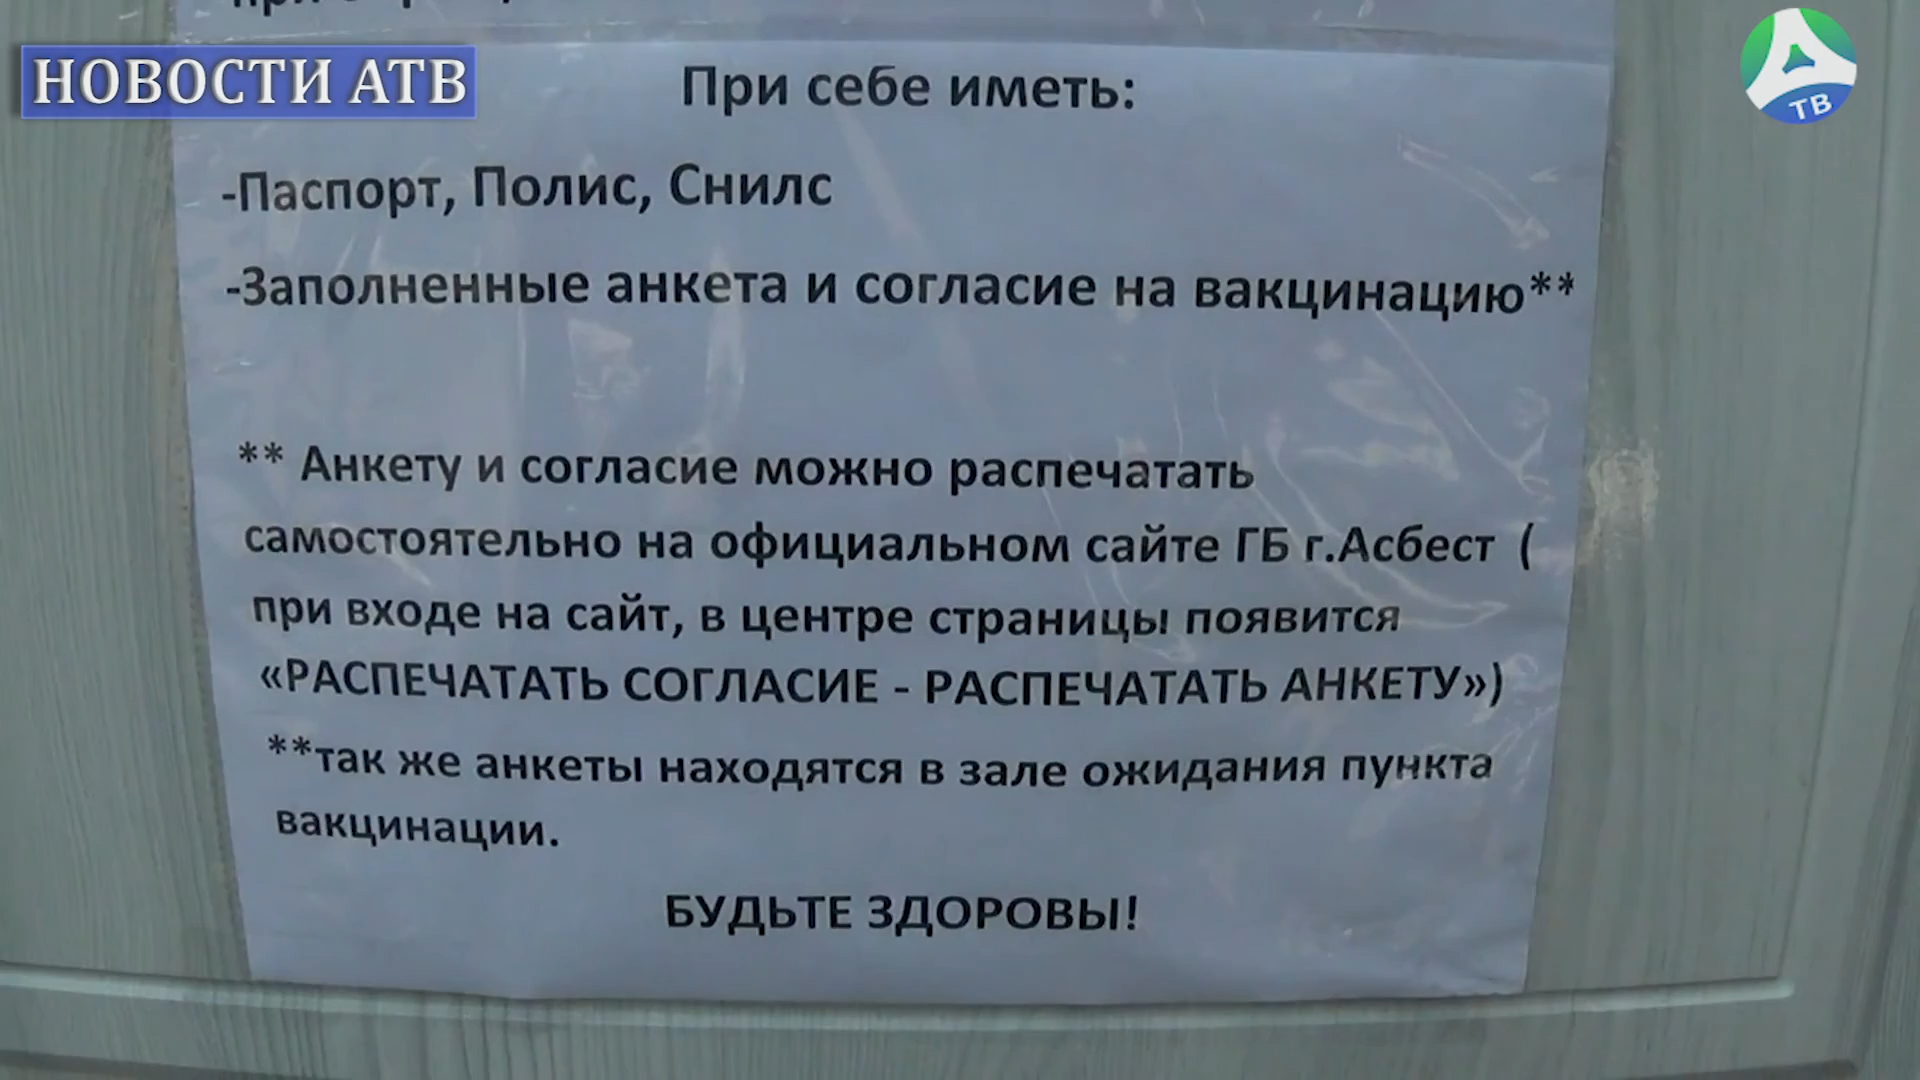 НОВОСТИ АТВ
ТВ
При себе иметь:
-Паспорт, Полис, Снилс
-Заполненные анкета и согласие на вакцинацию**
** Анкету и согласие можно распечатать
самостоятельно на официальном сайте ГБ г.Асбест (
при входе на сайт, в центре страницы появится
«РАСПЕЧАТАТЬ СОГЛАСИЕ - РАСПЕЧАТАТЬ АНКЕТУ»)
**так же анкеты находятся в зале ожидания пункта
вакцинации.
БУДЬТЕ ЗДОРОВЫ!